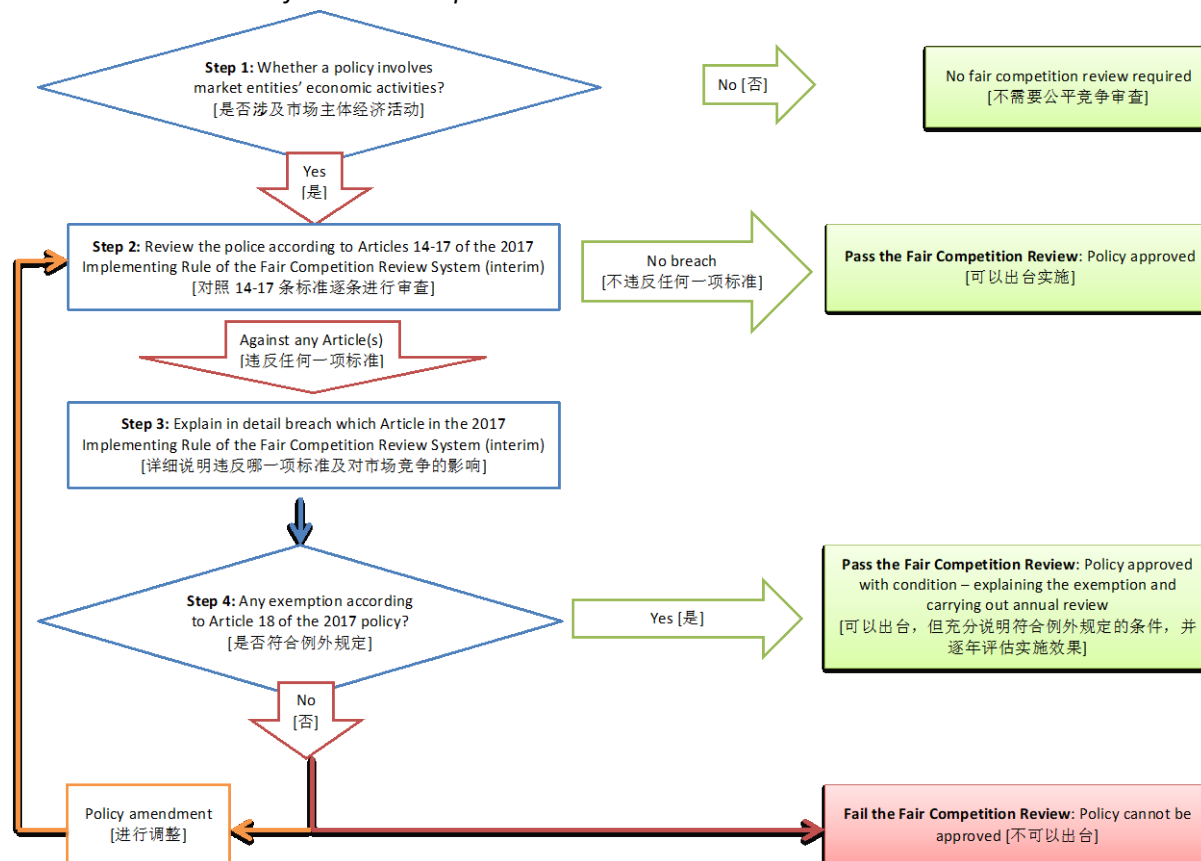 Step 1: Whether a policy involves
market entities' economic activities?
[是否涉及市场主体经济活动]
No [否]
No fair competition review required
[不需要公平竞争审查]
Yes
[是]
Step 2: Review the police according to Articles 14-17 of the 2017
Implementing Rule of the Fair Competition Review System (interim)
[对照 14-17 条标准逐条进行审查]
No breach
[不违反任何一项标准]
Pass the Fair Competition Review: Policy approved
[可以出台实施]
Against any Article(s)
[违反任何一项标准]
Step 3: Explain in detail breach which Article in the 2017
Implementing Rule of the Fair Competition Review System (interim)
[详细说明违反哪一项标准及对市场竞争的影响]
Step 4: Any exemption according
to Article 18 of the 2017 policy?
[是否符合例外规定]
Yes [是]
Pass the Fair Competition Review: Policy approved
with condition – explaining the exemption and
carrying out annual review
[可以出台，但充分说明符合例外规定的条件，并
逐年评估实施效果]
No
[否]
Policy amendment
[进行调整]
Fail the Fair Competition Review: Policy cannot be
approved [不可以出台]